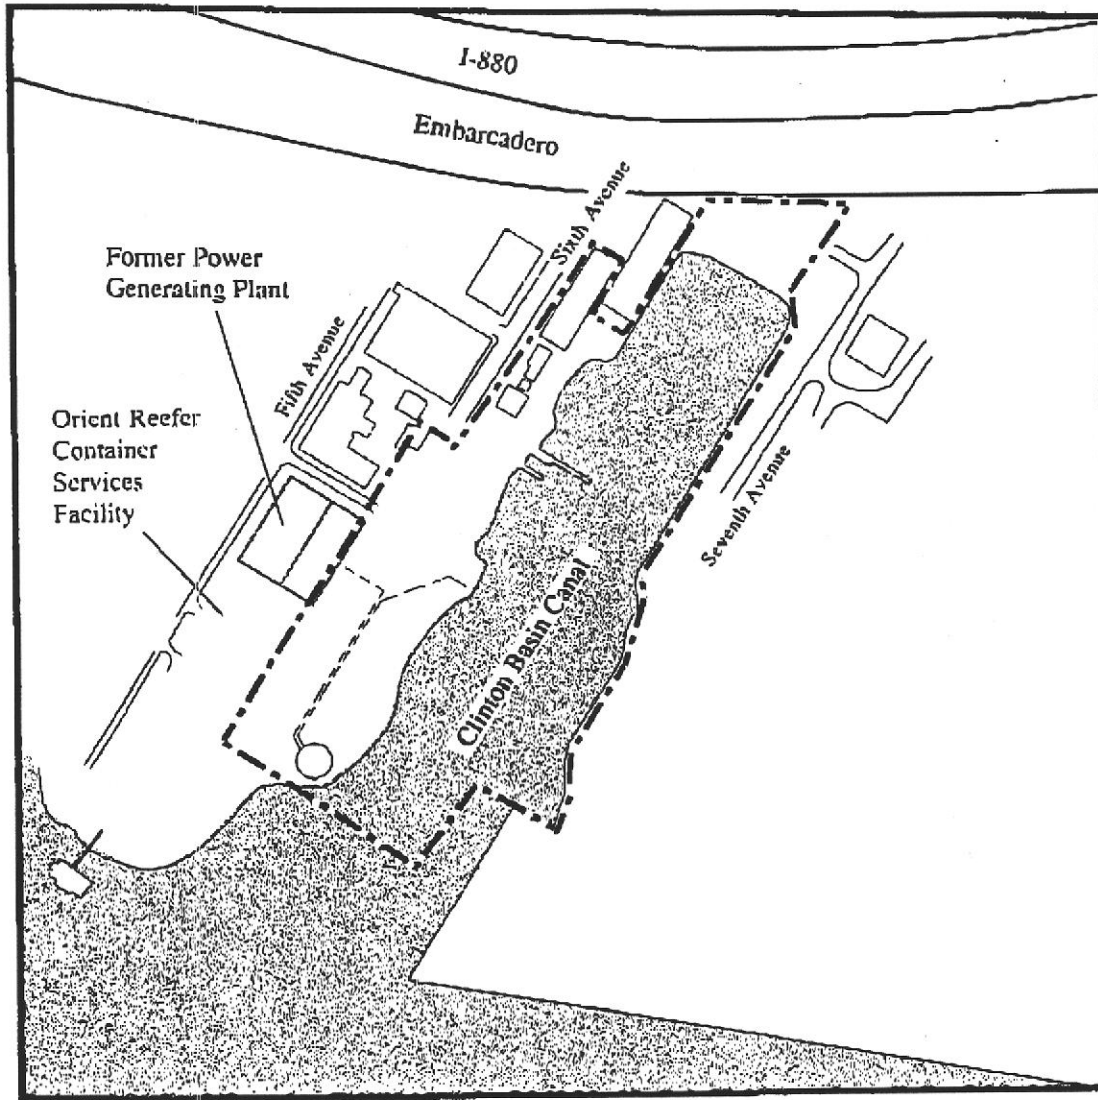 I-880
Embarcadero
Sixth Avenue
Former Power
Generating Plant
Fifth Avenue
Orient Reefer
Container
Services
Facility
Seventh Avenue
Clinton Basin Canal